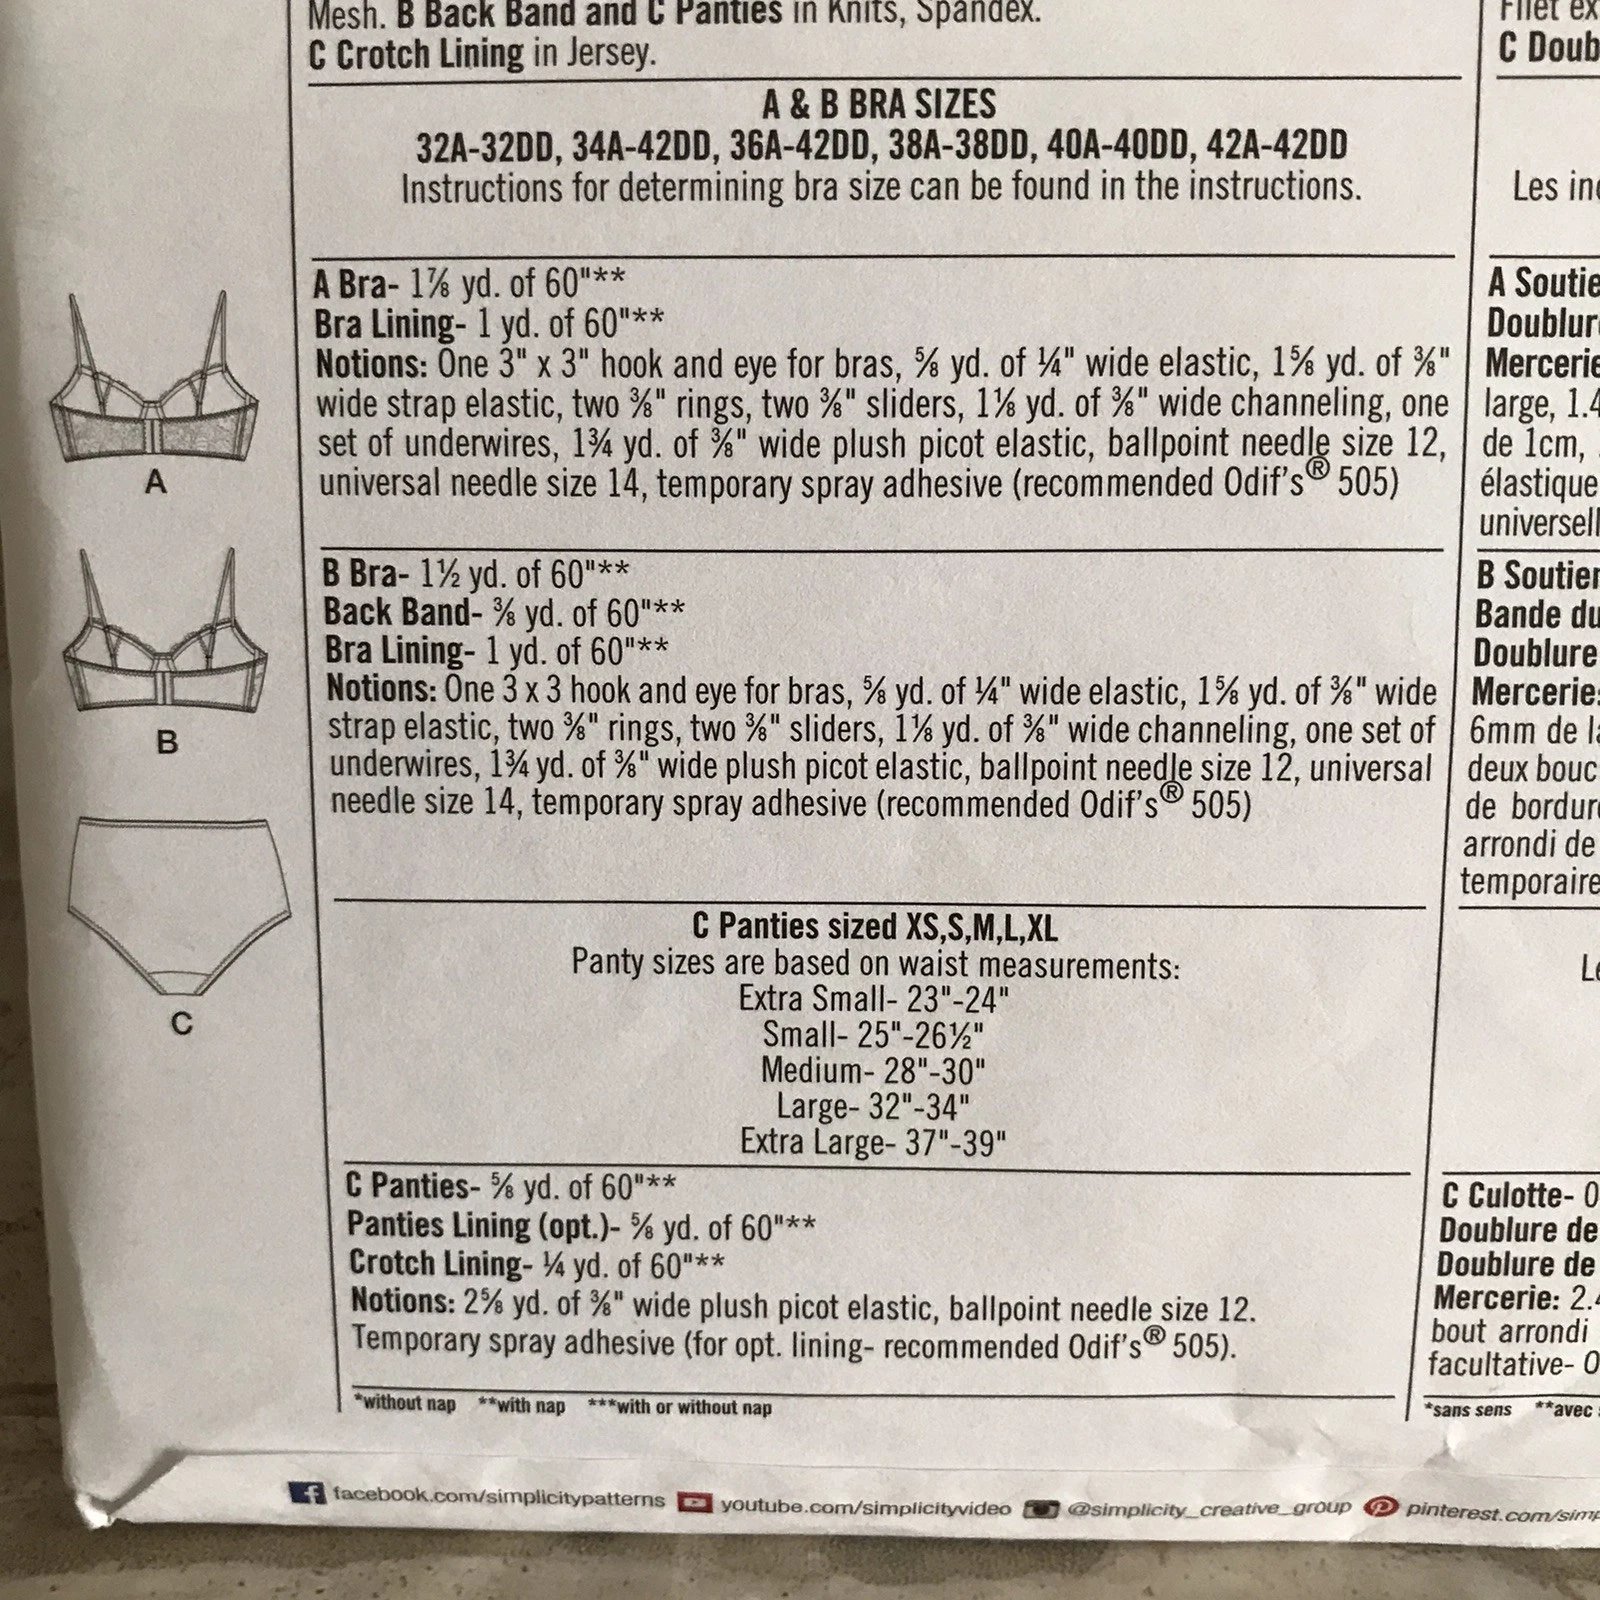 Mesh. B Back Band and C Panties in Knits, Spandex.
C Crotch Lining in Jersey.
A & B BRA SIZES
32A-32DD, 34A-42DD, 36A-42DD, 38A-38DD, 40A-40DD, 42A-42DD
Instructions for determining bra size can be found in the instructions.
A Bra- 1⅞ yd. of 60"**
Bra Lining- 1 yd. of 60"**
Notions: One 3" x 3" hook and eye for bras, ⅝ yd. of ¼" wide elastic, 1⅝ yd. of ⅜"
wide strap elastic, two ⅜" rings, two ⅜" sliders, 1⅛ yd. of ⅜" wide channeling, one
set of underwires, 1¾ yd. of ⅜" wide plush picot elastic, ballpoint needle size 12,
universal needle size 14, temporary spray adhesive (recommended Odif's® 505)
A
B Bra- 1½ yd. of 60"**
Back Band- ⅜ yd. of 60"**
Bra Lining- 1 yd. of 60"**
Notions: One 3 x 3 hook and eye for bras, ⅝ yd. of ¼" wide elastic, 1⅝ yd. of ⅜" wide
strap elastic, two ⅜" rings, two ⅜" sliders, 1⅛ yd. of ⅜" wide channeling, one set of
underwires, 1¾ yd. of ⅜" wide plush picot elastic, ballpoint needle size 12, universal
needle size 14, temporary spray adhesive (recommended Odif's® 505)
B
C Panties sized XS,S,M,L,XL
Panty sizes are based on waist measurements:
Extra Small- 23"-24"
Small- 25"-26½"
Medium- 28"-30"
Large- 32"-34"
Extra Large- 37"-39"
C
C Panties- ⅝ yd. of 60"**
Panties Lining (opt.)- ⅝ yd. of 60"**
Crotch Lining- ¼ yd. of 60"**
Notions: 2⅝ yd. of ⅜" wide plush picot elastic, ballpoint needle size 12.
Temporary spray adhesive (for opt. lining- recommended Odif's® 505).
*without nap **with nap ***with or without nap
Filet ex
C Doub
Les in
A Soutie
Doublur
Mercerie
large, 1.4
de 1cm,
élastique
universell
B Soutier
Bande du
Doublure
Mercerie:
6mm de la
deux bouc
de bordur
arrondi de
temporaire
C Culotte- 0
Doublure de
Doublure de
Mercerie: 2.4
bout arrondi
facultative- 0
*sans sens **avec
facebook.com/simplicitypatterns youtube.com/simplicityvideo @simplicity_creative_group pinterest.com/simp